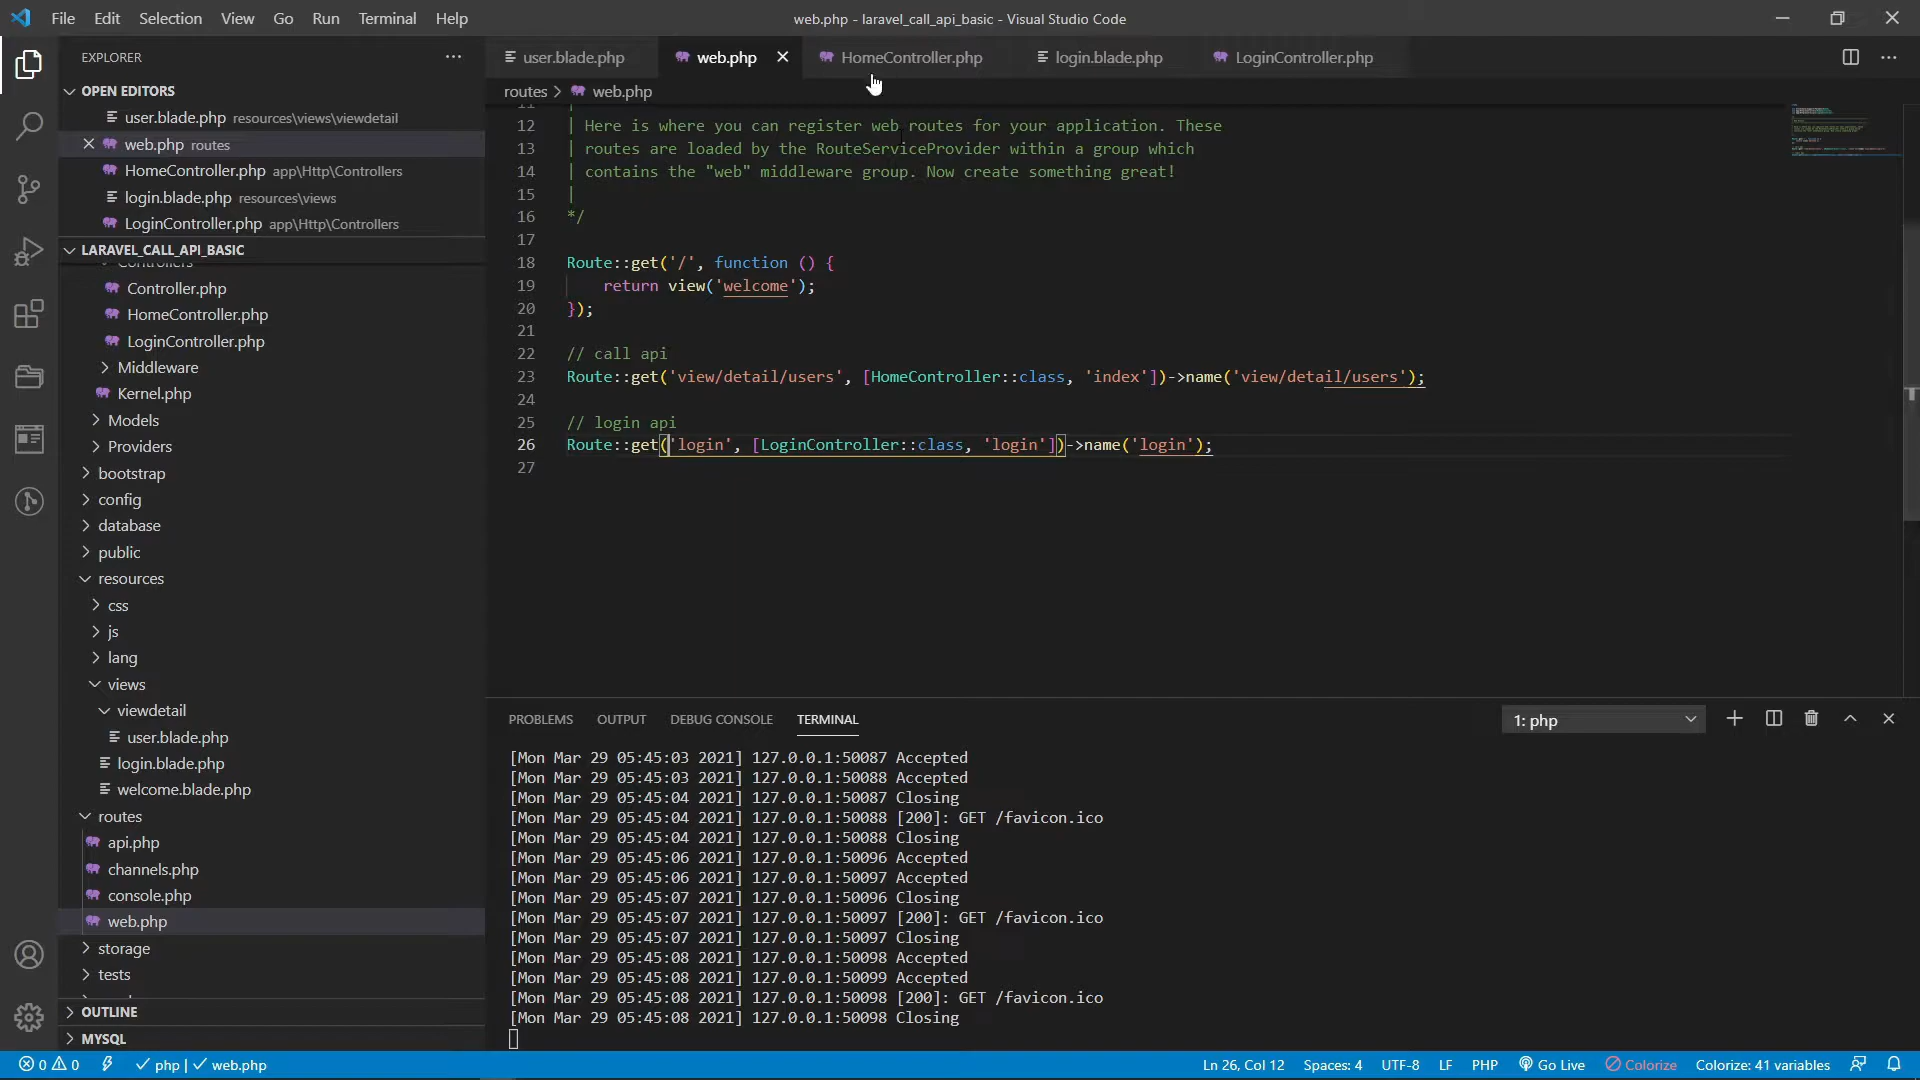 File Edit Selection View Go Run Terminal Help
web.php - laravel_call_api_basic - Visual Studio Code
EXPLORER
OPEN EDITORS
user.blade.php resources\views\viewdetail
web.php routes
HomeController.php app\Http\Controllers
login.blade.php resources\views
LoginController.php app\Http\Controllers
LARAVEL_CALL_API_BASIC
Controllers
Controller.php
HomeController.php
LoginController.php
Middleware
Kernel.php
Models
Providers
bootstrap
config
database
public
resources
css
js
lang
views
viewdetail
user.blade.php
login.blade.php
welcome.blade.php
routes
api.php
channels.php
console.php
web.php
storage
tests
OUTLINE
MYSQL
user.blade.php web.php HomeController.php login.blade.php LoginController.php
routes > web.php
11 |
12 | Here is where you can register web routes for your application. These
13 | routes are loaded by the RouteServiceProvider within a group which
14 | contains the "web" middleware group. Now create something great!
15 |
16 */
17
18 Route::get('/', function () {
19 return view('welcome');
20 });
21
22 // call api
23 Route::get('view/detail/users', [HomeController::class, 'index'])->name('view/detail/users');
24
25 // login api
26 Route::get('login', [LoginController::class, 'login'])->name('login');
27
PROBLEMS OUTPUT DEBUG CONSOLE TERMINAL
1: php
[Mon Mar 29 05:45:03 2021] 127.0.0.1:50087 Accepted
[Mon Mar 29 05:45:03 2021] 127.0.0.1:50088 Accepted
[Mon Mar 29 05:45:04 2021] 127.0.0.1:50087 Closing
[Mon Mar 29 05:45:04 2021] 127.0.0.1:50088 [200]: GET /favicon.ico
[Mon Mar 29 05:45:04 2021] 127.0.0.1:50088 Closing
[Mon Mar 29 05:45:06 2021] 127.0.0.1:50096 Accepted
[Mon Mar 29 05:45:06 2021] 127.0.0.1:50097 Accepted
[Mon Mar 29 05:45:07 2021] 127.0.0.1:50096 Closing
[Mon Mar 29 05:45:07 2021] 127.0.0.1:50097 [200]: GET /favicon.ico
[Mon Mar 29 05:45:07 2021] 127.0.0.1:50097 Closing
[Mon Mar 29 05:45:08 2021] 127.0.0.1:50098 Accepted
[Mon Mar 29 05:45:08 2021] 127.0.0.1:50099 Accepted
[Mon Mar 29 05:45:08 2021] 127.0.0.1:50098 [200]: GET /favicon.ico
[Mon Mar 29 05:45:08 2021] 127.0.0.1:50098 Closing
0 0 php | web.php
Ln 26, Col 12 Spaces: 4 UTF-8 LF PHP Go Live Colorize Colorize: 41 variables